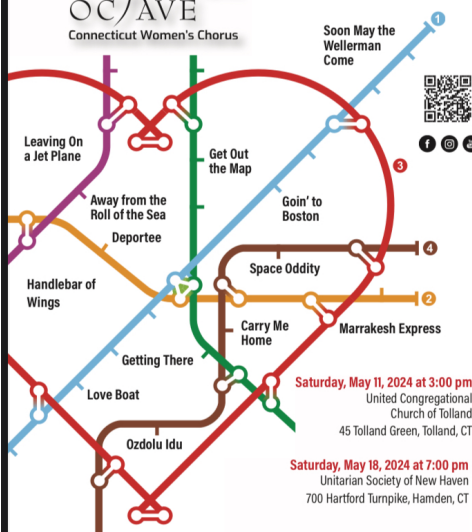 OCTAVE
Connecticut Women's Chorus
Soon May the
Wellerman
Come
1
Leaving On
a Jet Plane
Get Out
the Map
3
Away from the
Roll of the Sea
Goin' to
Boston
Deportee
4
Space Oddity
Handlebar of
Wings
2
Carry Me
Home
Marrakesh Express
Getting There
Love Boat
Ozdolu Idu
Saturday, May 11, 2024 at 3:00 pm
United Congregational
Church of Tolland
45 Tolland Green, Tolland, CT
Saturday, May 18, 2024 at 7:00 pm
Unitarian Society of New Haven
700 Hartford Turnpike, Hamden, CT